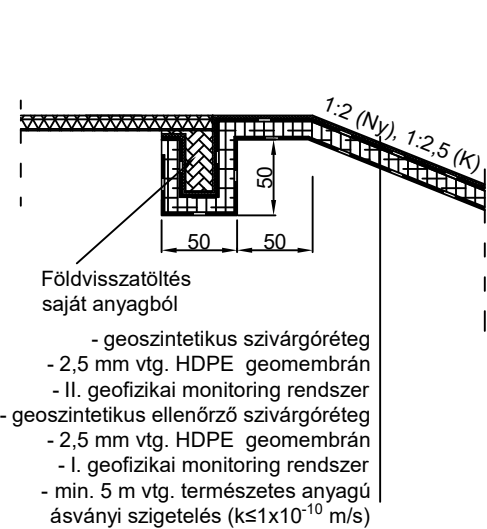 1:2 (Ny), 1:2,5 (K)
50
50
50
Földvisszatöltés
saját anyagból
- geoszintetikus szivárgóréteg
- 2,5 mm vtg. HDPE geomembrán
- II. geofizikai monitoring rendszer
- geoszintetikus ellenőrző szivárgóréteg
- 2,5 mm vtg. HDPE geomembrán
- I. geofizikai monitoring rendszer
- min. 5 m vtg. természetes anyagú
ásványi szigetelés (k≤1x10⁻¹⁰ m/s)